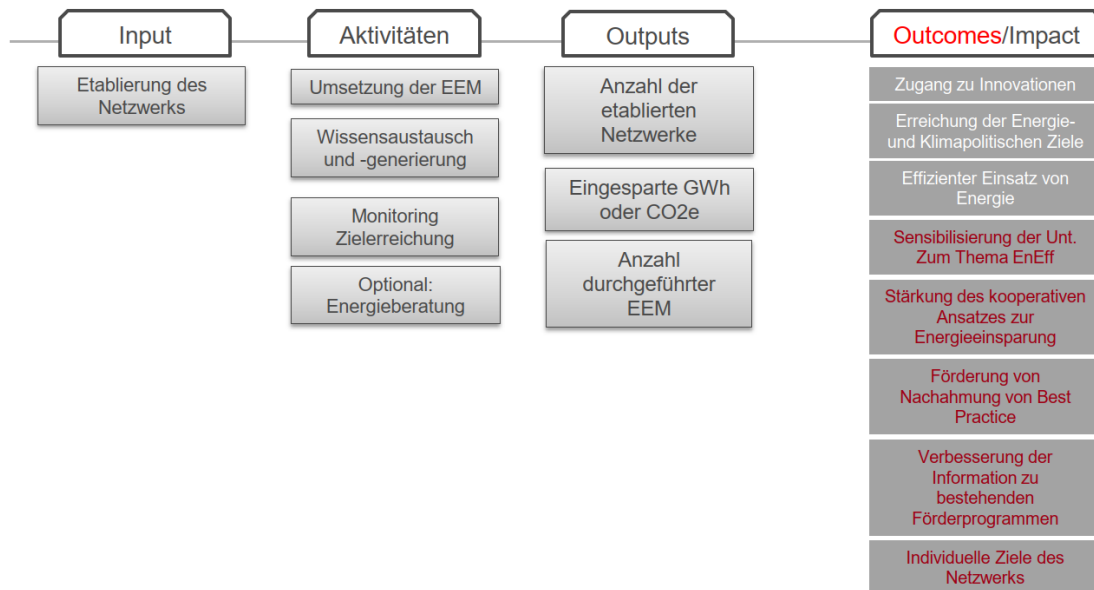 Input
Aktivitäten
Outputs
Outcomes/Impact
Etablierung des
Netzwerks
Umsetzung der EEM
Wissensaustausch
und -generierung
Monitoring
Zielerreichung
Optional:
Energieberatung
Anzahl der
etablierten
Netzwerke
Eingesparte GWh
oder CO2e
Anzahl
durchgeführter
EEM
Zugang zu Innovationen
Erreichung der Energie-
und Klimapolitischen Ziele
Effizienter Einsatz von
Energie
Sensibilisierung der Unt.
Zum Thema EnEff
Stärkung des kooperativen
Ansatzes zur
Energieeinsparung
Förderung von
Nachahmung von Best
Practice
Verbesserung der
Information zu
bestehenden
Förderprogrammen
Individuelle Ziele des
Netzwerks